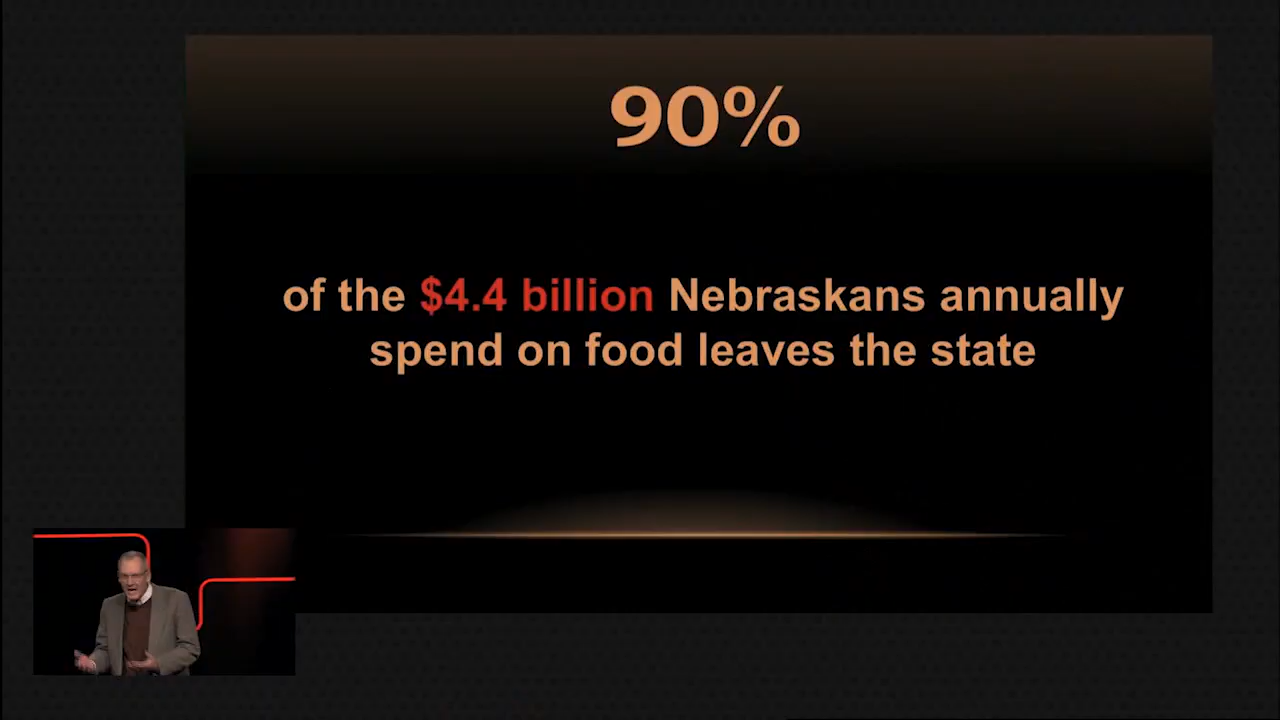 90%
of the $4.4 billion Nebraskans annually
spend on food leaves the state